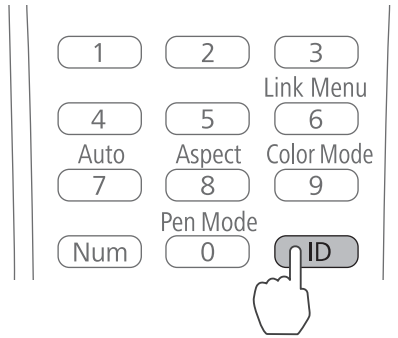 1 2 3
Link Menu
4 5 6
Auto Aspect Color Mode
7 8 9
Pen Mode
Num 0 ID